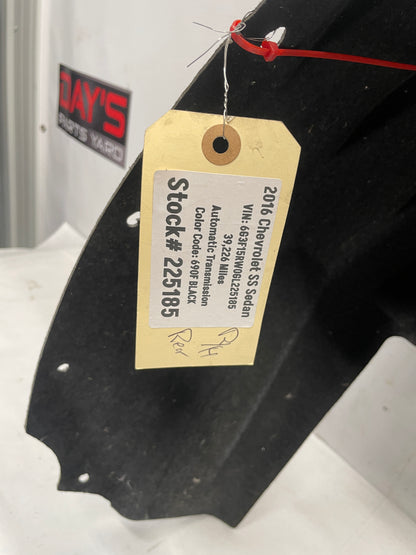 DAY'S
PARTS YARD
2016 Chevrolet SS Sedan
VIN: 6G3F15RW0GL225185
39,226 Miles
Automatic Transmission
Color Code: 690F BLACK
Stock# 225185
R/H
Rear